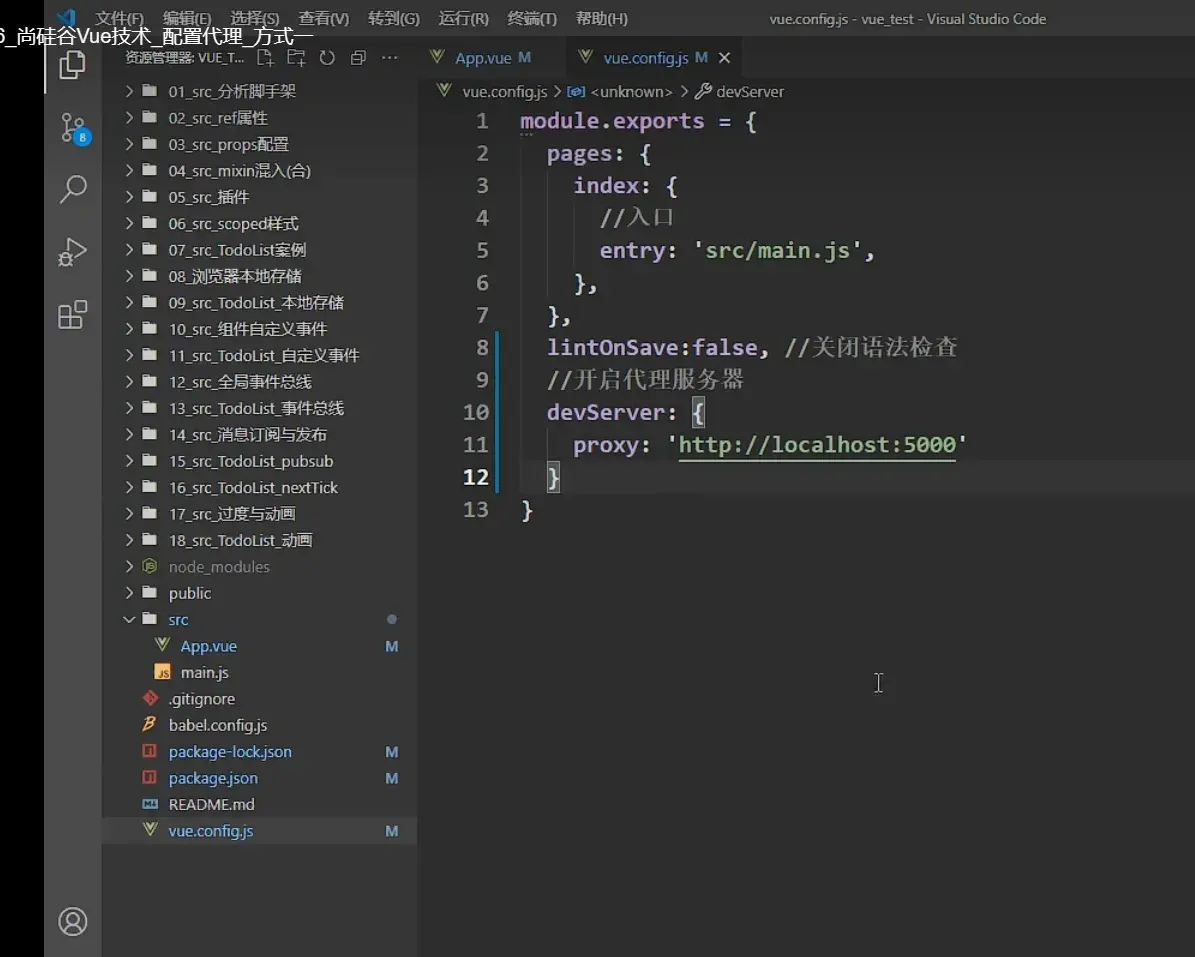 文件(F) 编辑(E) 选择(S) 查看(V) 转到(G) 运行(R) 终端(T) 帮助(H) vue.config.js - vue_test - Visual Studio Code
6_尚硅谷Vue技术_配置代理_方式一
资源管理器: VUE_T... ···
App.vue M
vue.config.js M
vue.config.js > <unknown> > devServer
8
01_src_分析脚手架
02_src_ref属性
03_src_props配置
04_src_mixin混入(合)
05_src_插件
06_src_scoped样式
07_src_TodoList案例
08_浏览器本地存储
09_src_TodoList_本地存储
10_src_组件自定义事件
11_src_TodoList_自定义事件
12_src_全局事件总线
13_src_TodoList_事件总线
14_src_消息订阅与发布
15_src_TodoList_pubsub
16_src_TodoList_nextTick
17_src_过度与动画
18_src_TodoList_动画
node_modules
public
src
App.vue M
JS main.js
.gitignore
babel.config.js
package-lock.json M
package.json M
README.md
vue.config.js M
1 module.exports = {
2 pages: {
3 index: {
4 //入口
5 entry: 'src/main.js',
6 },
7 },
8 lintOnSave:false, //关闭语法检查
9 //开启代理服务器
10 devServer: {
11 proxy: 'http://localhost:5000'
12 }
13 }